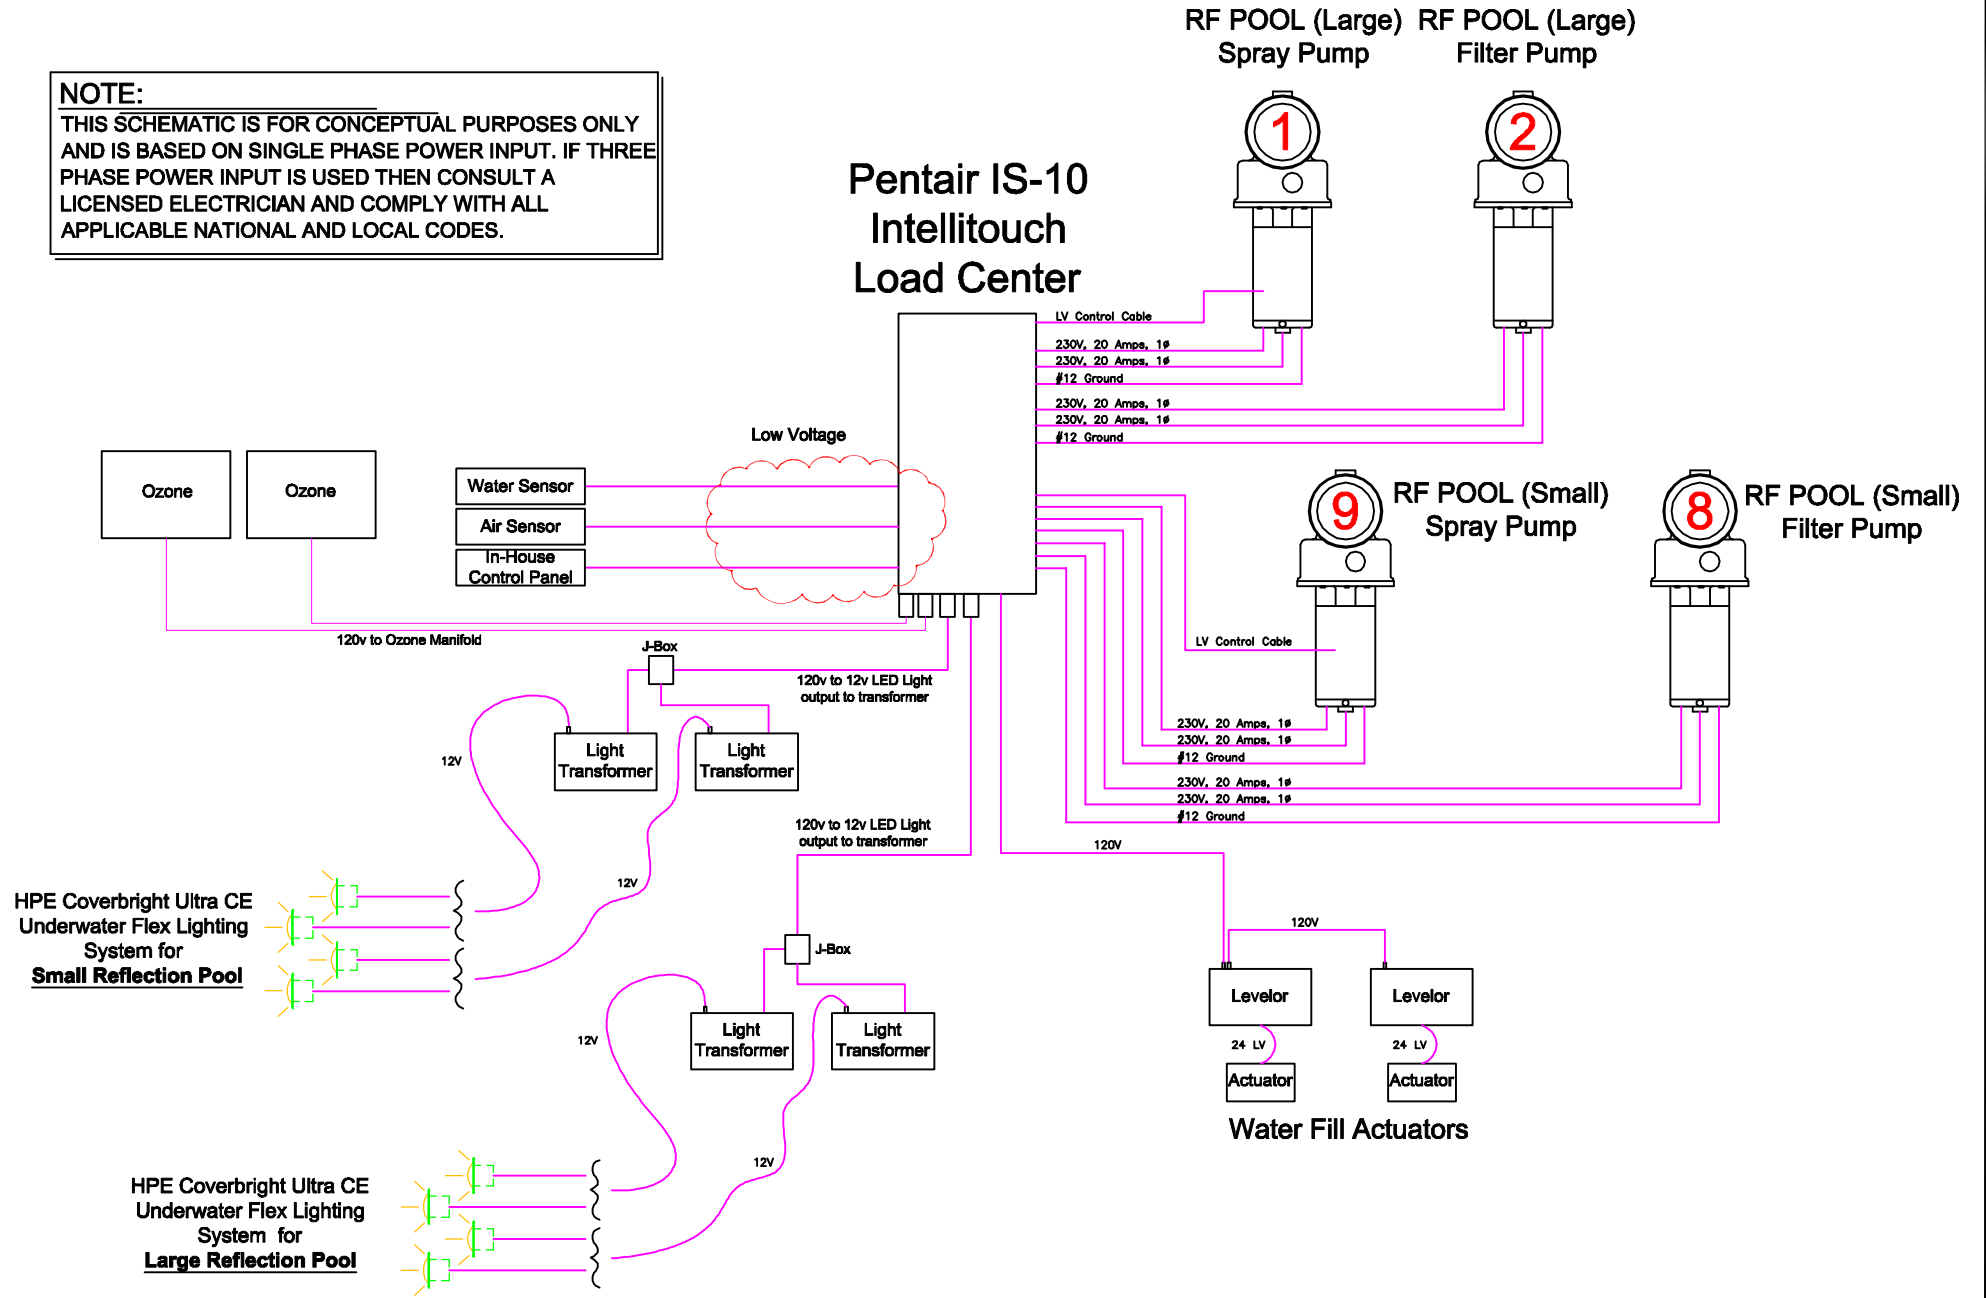 RF POOL (Large)
Spray Pump
RF POOL (Large)
Filter Pump
1
2
NOTE:
THIS SCHEMATIC IS FOR CONCEPTUAL PURPOSES ONLY
AND IS BASED ON SINGLE PHASE POWER INPUT. IF THREE
PHASE POWER INPUT IS USED THEN CONSULT A
LICENSED ELECTRICIAN AND COMPLY WITH ALL
APPLICABLE NATIONAL AND LOCAL CODES.
Pentair IS-10
Intellitouch
Load Center
LV Control Cable
230V, 20 Amps, 1ø
230V, 20 Amps, 1ø
#12 Ground
230V, 20 Amps, 1ø
230V, 20 Amps, 1ø
#12 Ground
Low Voltage
Ozone
Ozone
Water Sensor
Air Sensor
In-House
Control Panel
9
RF POOL (Small)
Spray Pump
8
RF POOL (Small)
Filter Pump
120v to Ozone Manifold
J-Box
LV Control Cable
120v to 12v LED Light
output to transformer
230V, 20 Amps, 1ø
230V, 20 Amps, 1ø
#12 Ground
230V, 20 Amps, 1ø
230V, 20 Amps, 1ø
#12 Ground
12V
Light
Transformer
Light
Transformer
120v to 12v LED Light
output to transformer
120V
12V
HPE Coverbright Ultra CE
Underwater Flex Lighting
System for
Small Reflection Pool
J-Box
120V
Levelor
Levelor
12V
Light
Transformer
Light
Transformer
24 LV
24 LV
Actuator
Actuator
Water Fill Actuators
12V
HPE Coverbright Ultra CE
Underwater Flex Lighting
System for
Large Reflection Pool